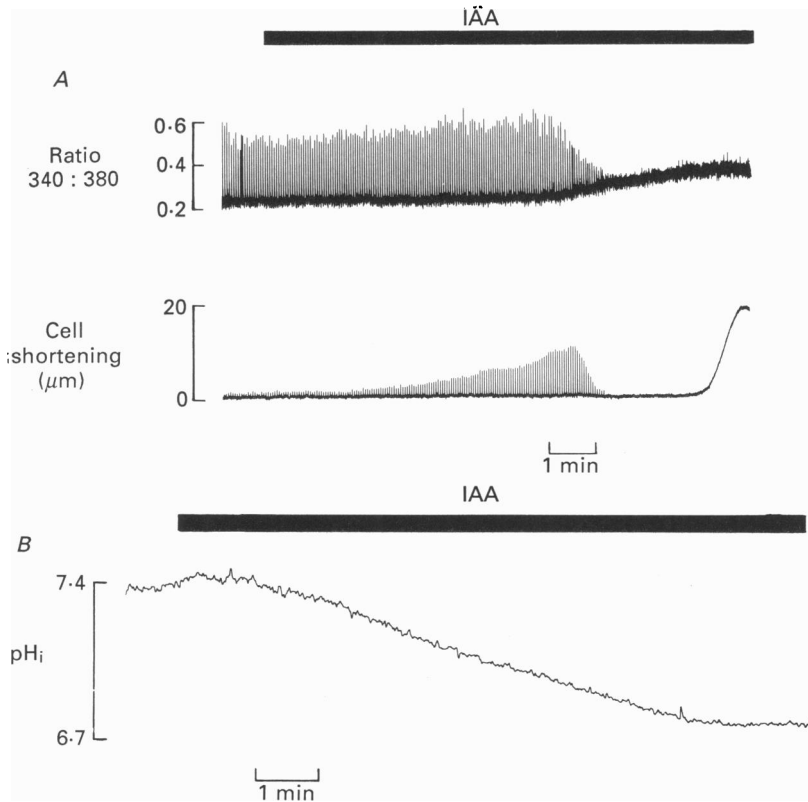 IAA
A
0·6
Ratio
340 : 380
0·4
0·2
20
Cell
shortening
(μm)
0
1 min
IAA
B
7·4
pHi
6·7
1 min